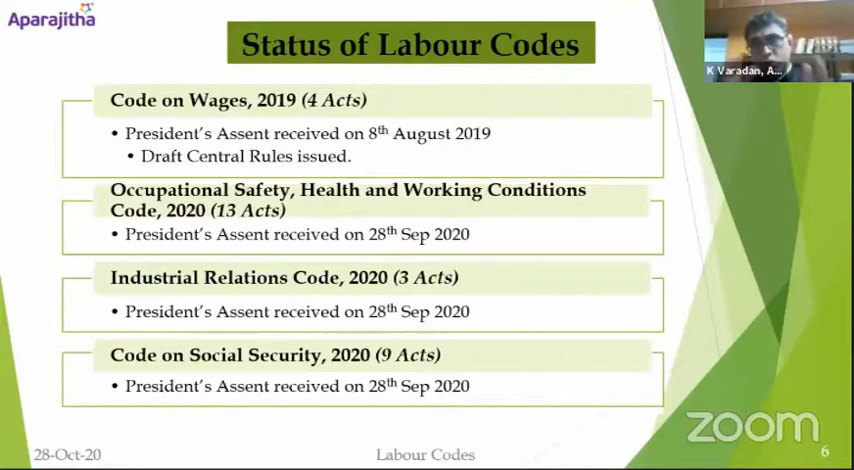 Aparajitha
Status of Labour Codes
K Varadan, A...
Code on Wages, 2019 (4 Acts)
• President's Assent received on 8th August 2019
• Draft Central Rules issued.
Occupational Safety, Health and Working Conditions
Code, 2020 (13 Acts)
• President's Assent received on 28th Sep 2020
Industrial Relations Code, 2020 (3 Acts)
• President's Assent received on 28th Sep 2020
Code on Social Security, 2020 (9 Acts)
• President's Assent received on 28th Sep 2020
zoom
28-Oct-20
Labour Codes
6